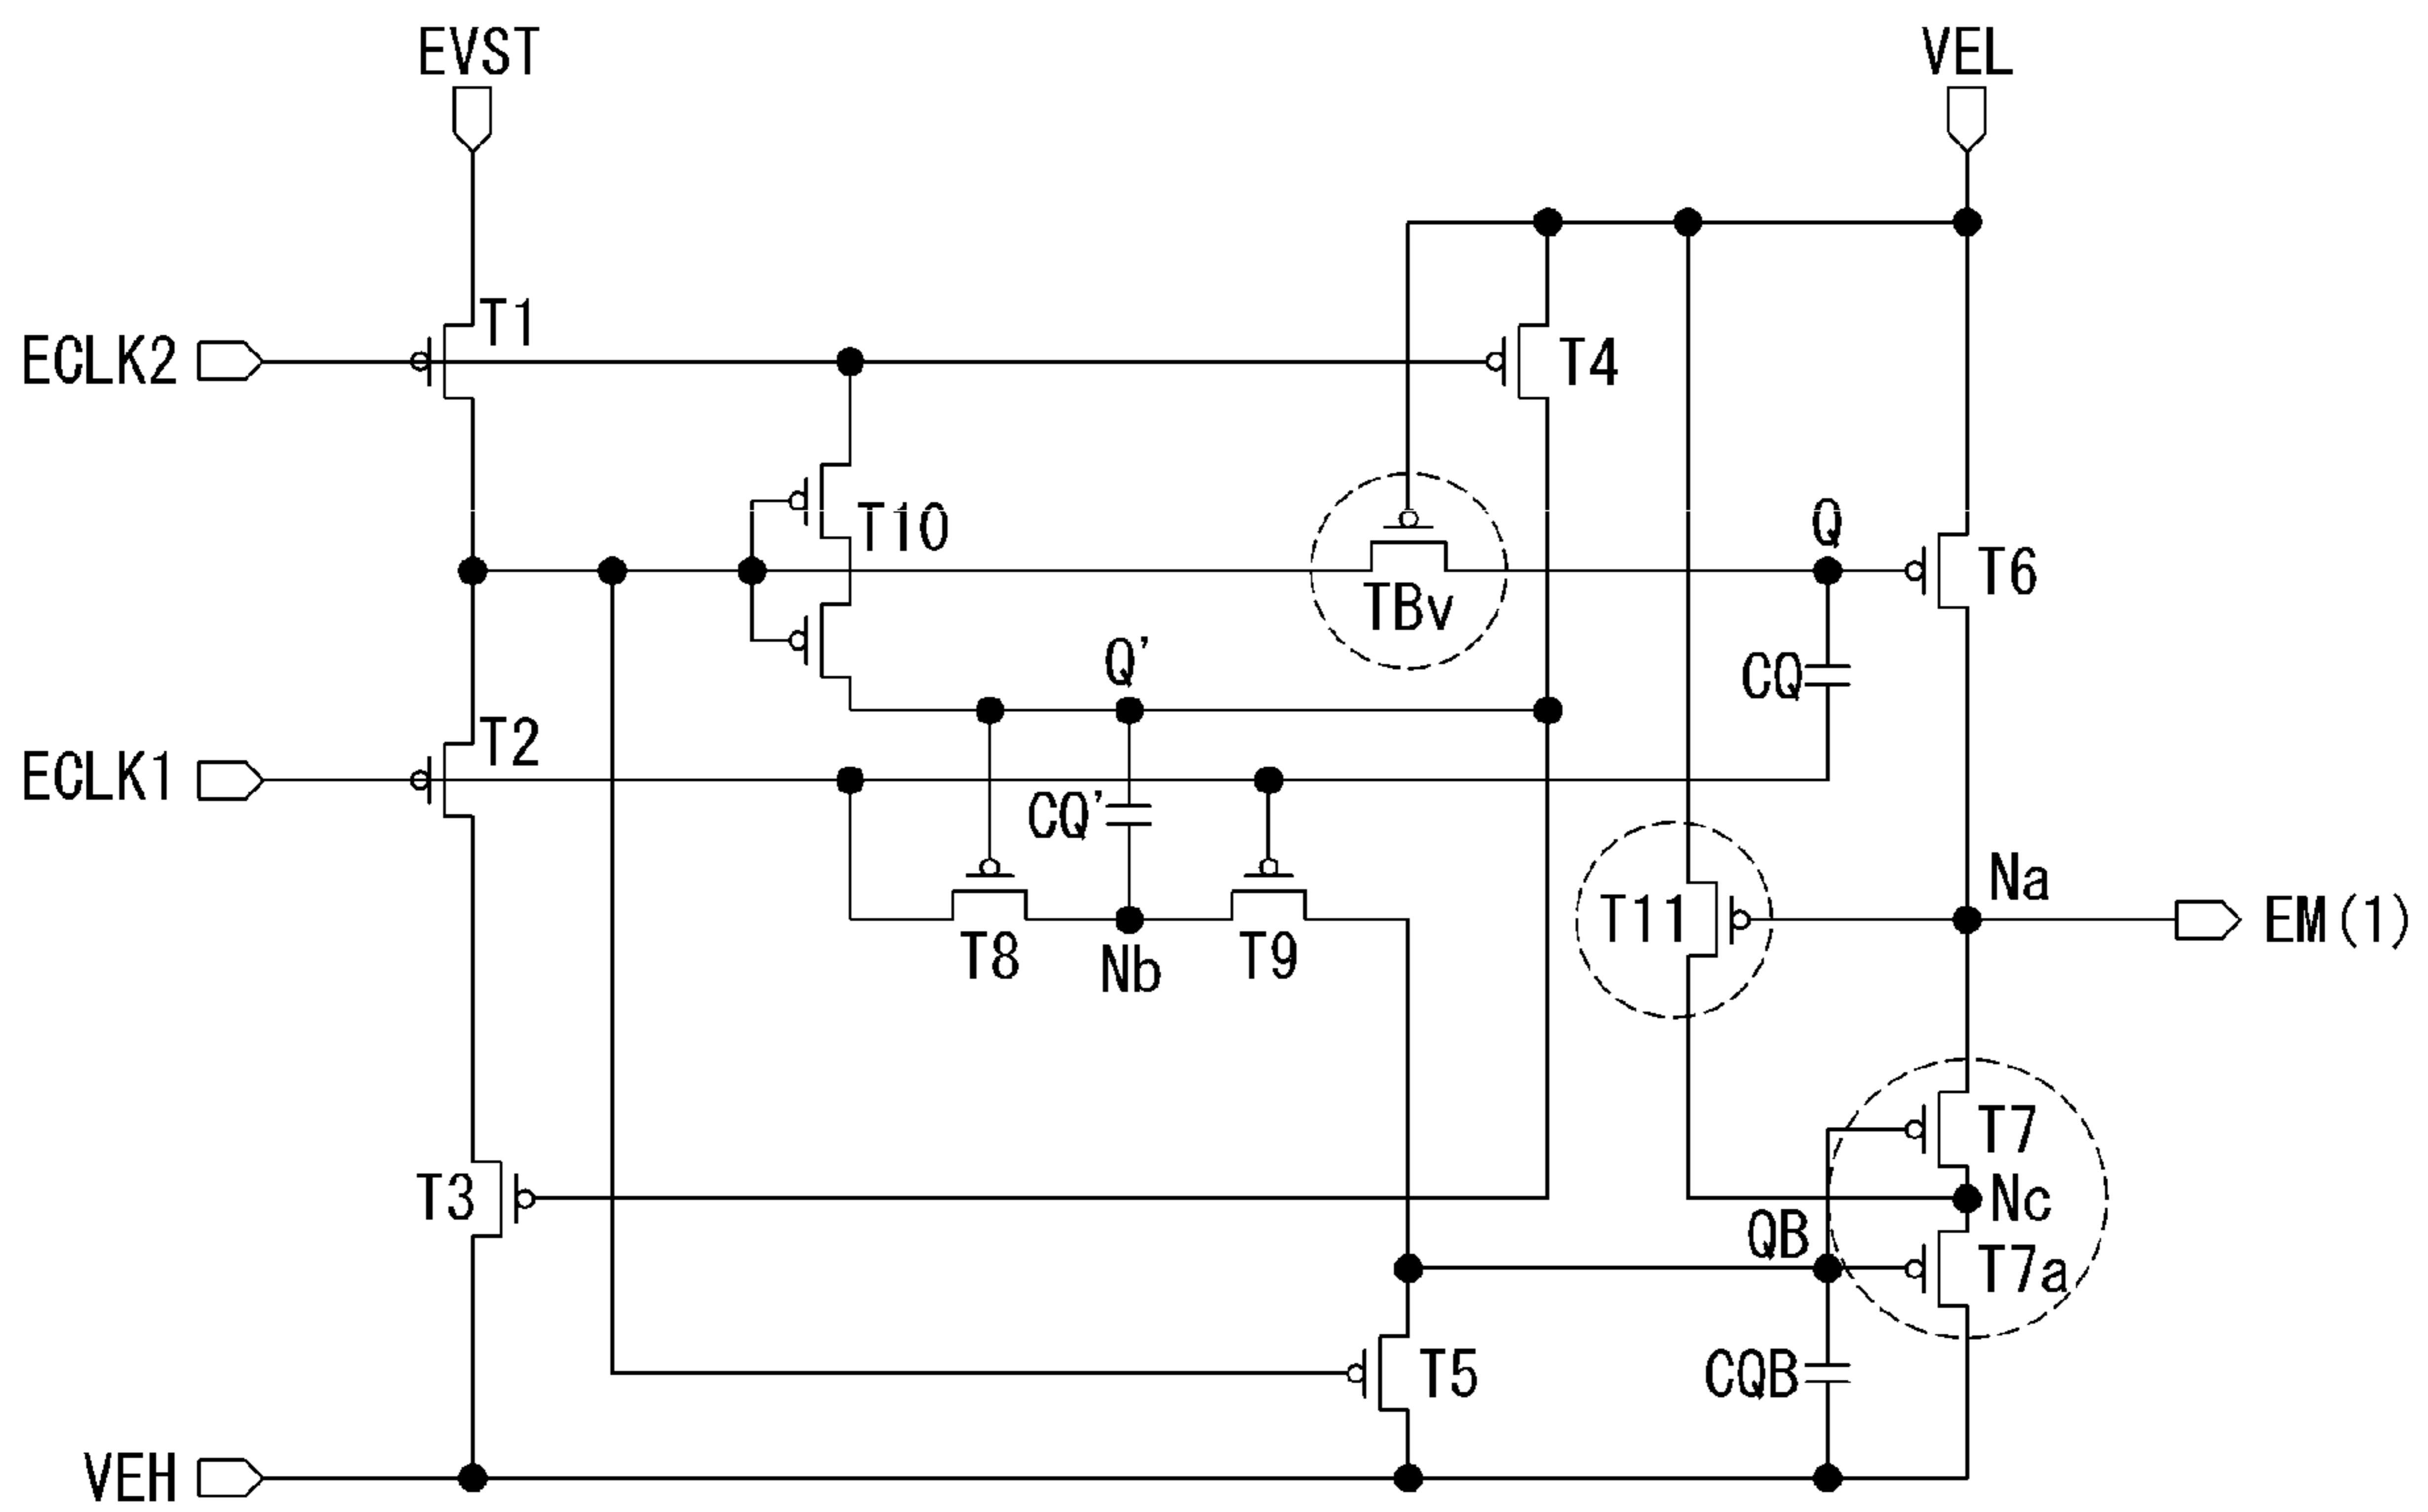 EVST
VEL
T1
ECLK2
T4
T10
Q
T6
TBv
Q'
CQ
T2
ECLK1
CQ'
Na
T11
EM(1)
T8
Nb
T9
T7
T3
Nc
QB
T7a
T5
CQB
VEH